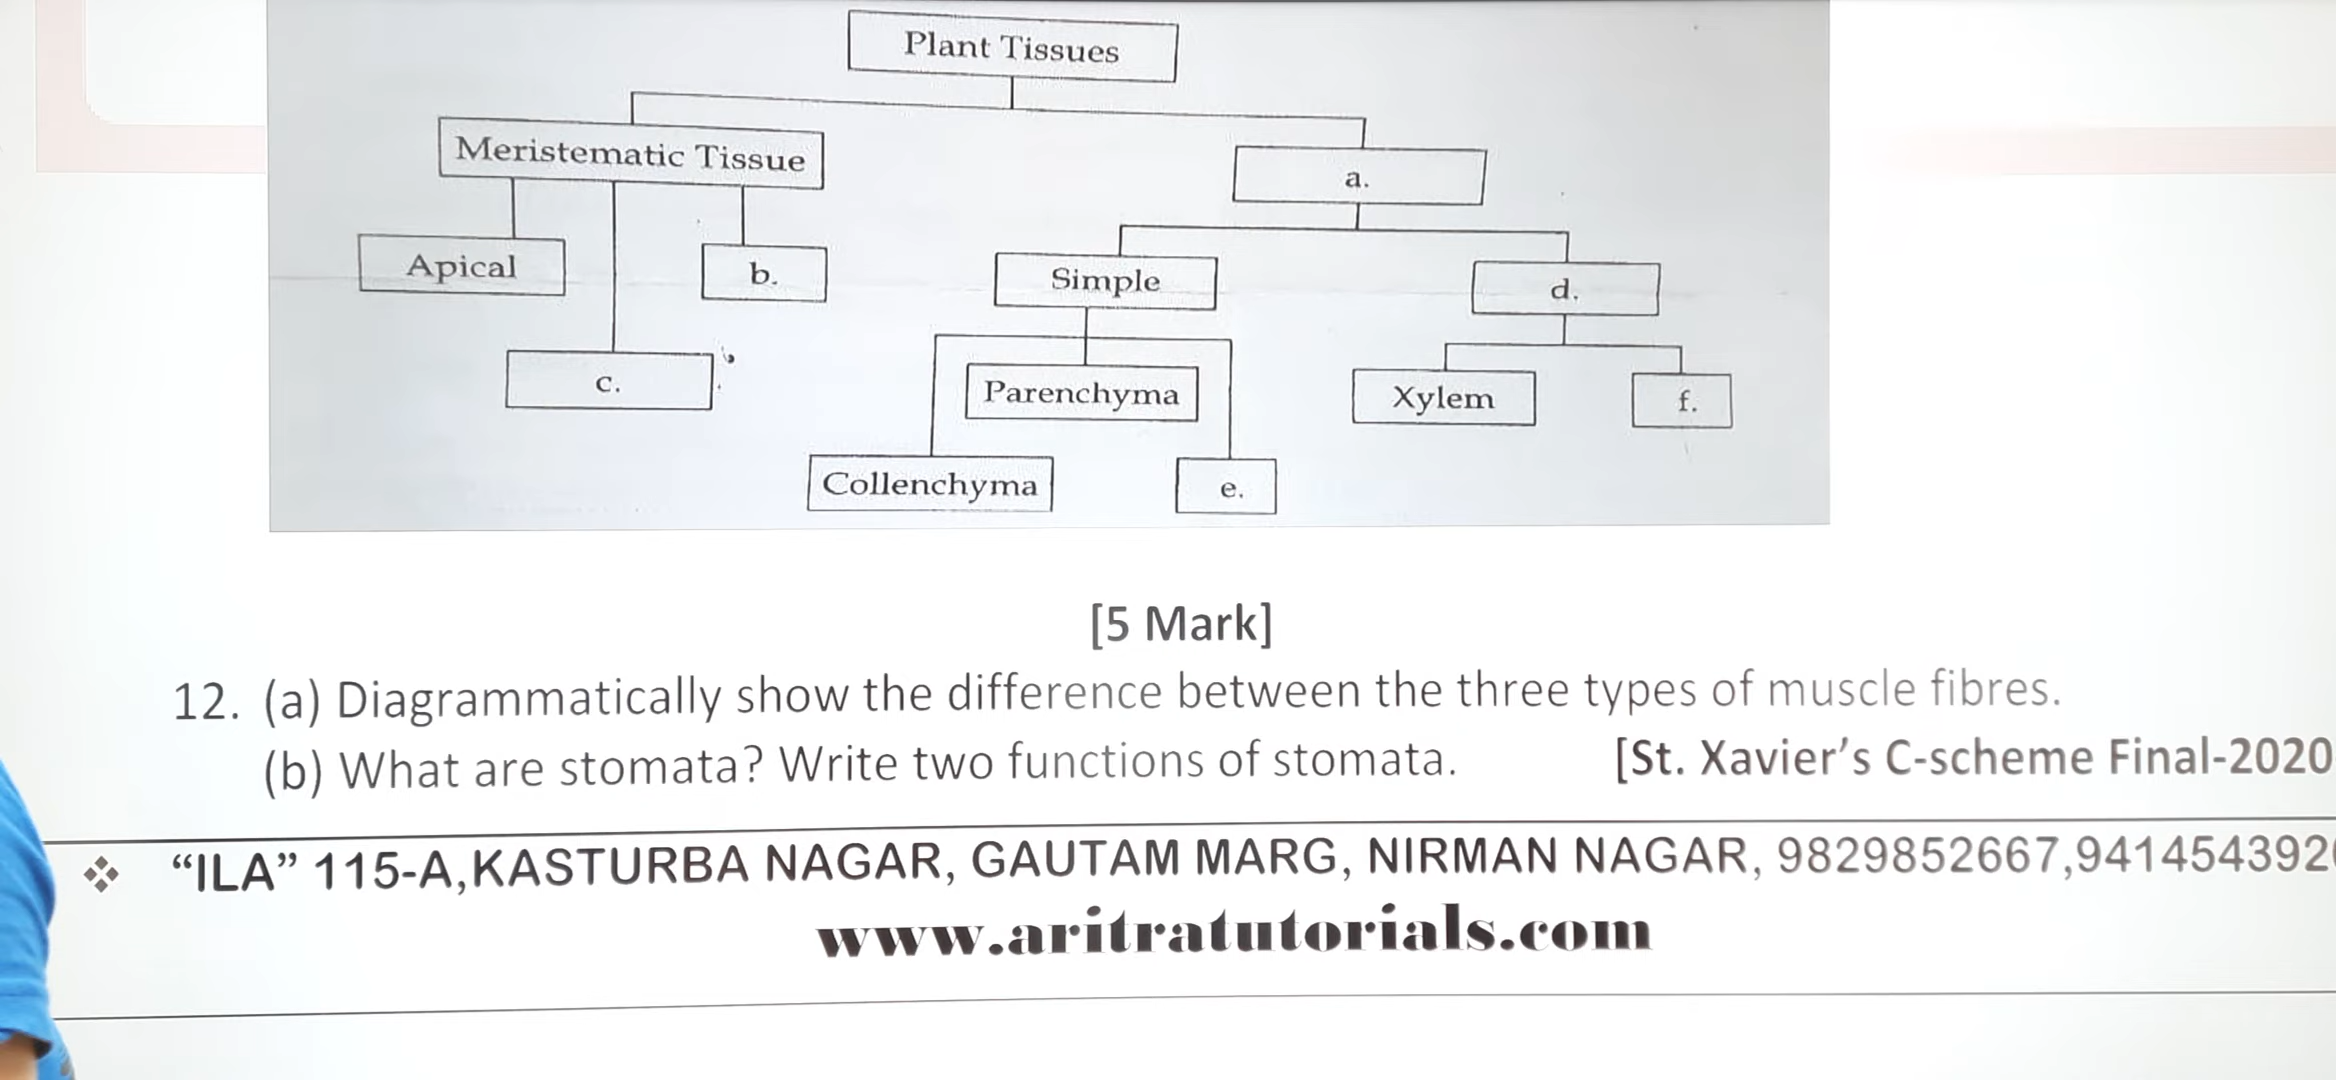 Plant Tissues
Meristematic Tissue
a.
Apical
b.
Simple
d.
c.
Parenchyma
Xylem
f.
Collenchyma
e.
[5 Mark]
12. (a) Diagrammatically show the difference between the three types of muscle fibres.
(b) What are stomata? Write two functions of stomata. [St. Xavier’s C-scheme Final-2020
❖ “ILA” 115-A,KASTURBA NAGAR, GAUTAM MARG, NIRMAN NAGAR, 9829852667,941454392
www.aritratutorials.com